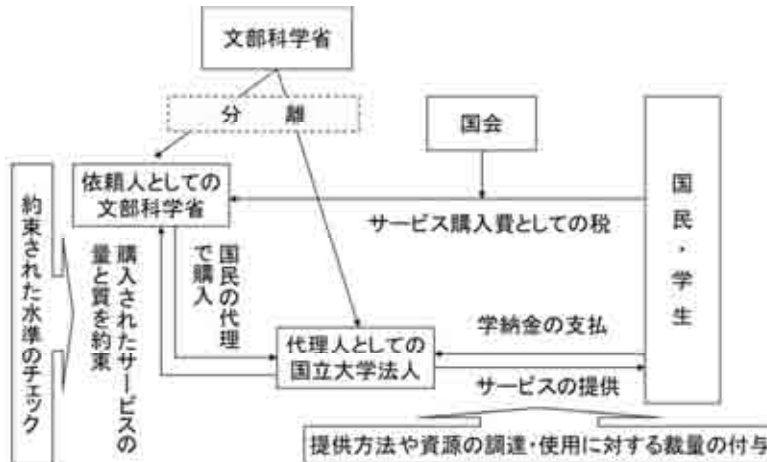 文部科学省
分 離
国会
依頼人としての
文部科学省
国民・学生
サービス購入費としての税
約束された水準のチェック
購入されたサービスの
量と質を約束
国民の代理
で購入
代理人としての
国立大学法人
学納金の支払
サービスの提供
提供方法や資源の調達・使用に対する裁量の付与